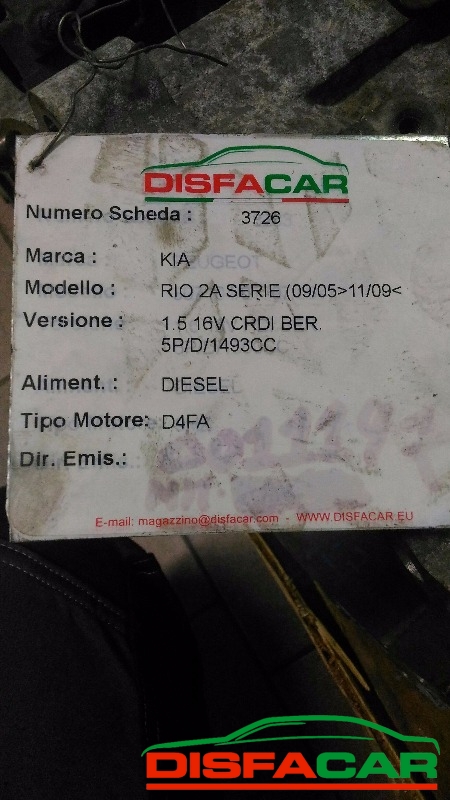 DISFACAR
Numero Scheda : 3726
Marca : KIA
Modello : RIO 2A SERIE (09/05>11/09<
Versione : 1.5 16V CRDI BER.
5P/D/1493CC
Aliment. : DIESEL
Tipo Motore: D4FA
Dir. Emis.:
E-mail: magazzino@disfacar.com - WWW.DISFACAR.EU
DISFACAR